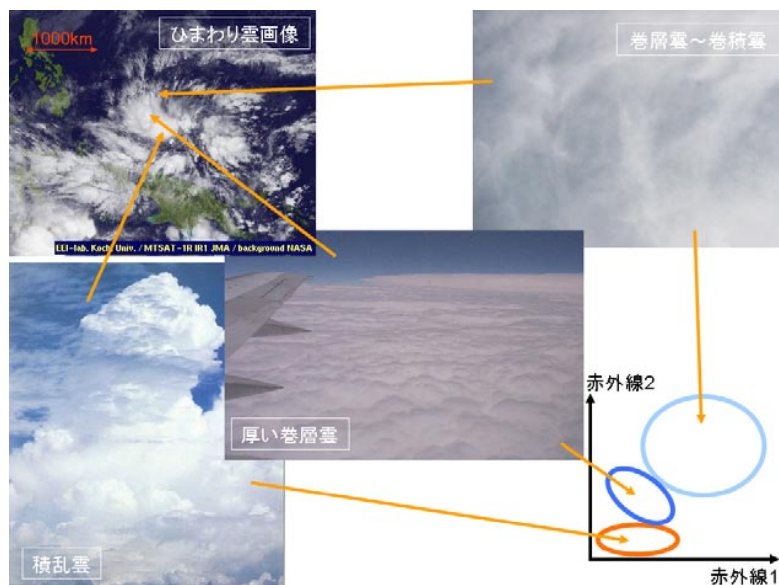 1000km
ひまわり雲画像
巻層雲～巻積雲
LEI-lab. Kochi Univ. / MTSAT-1R IR1 JMA / background NASA
厚い巻層雲
積乱雲
赤外線2
赤外線1